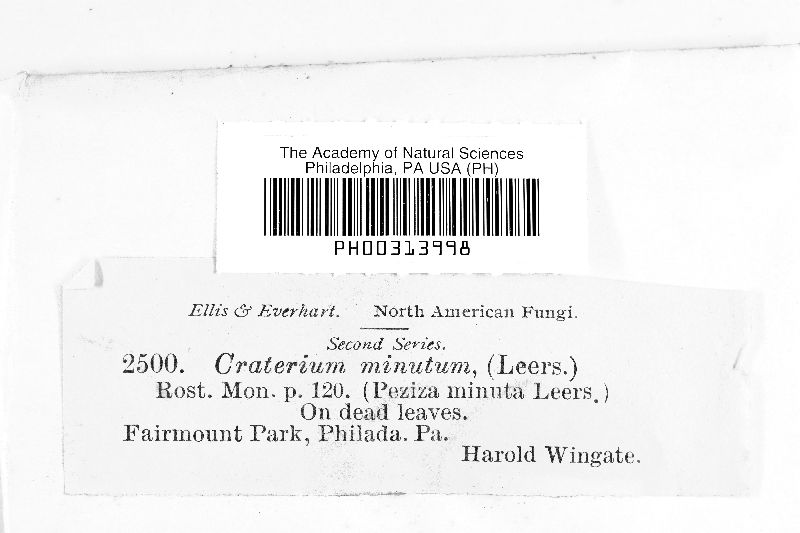 The Academy of Natural Sciences
Philadelphia, PA USA (PH)
PH00313998
Ellis & Everhart. North American Fungi.
Second Series.
2500. Craterium minutum, (Leers.)
Rost. Mon. p. 120. (Peziza minuta Leers.)
On dead leaves.
Fairmount Park, Philada. Pa.
Harold Wingate.